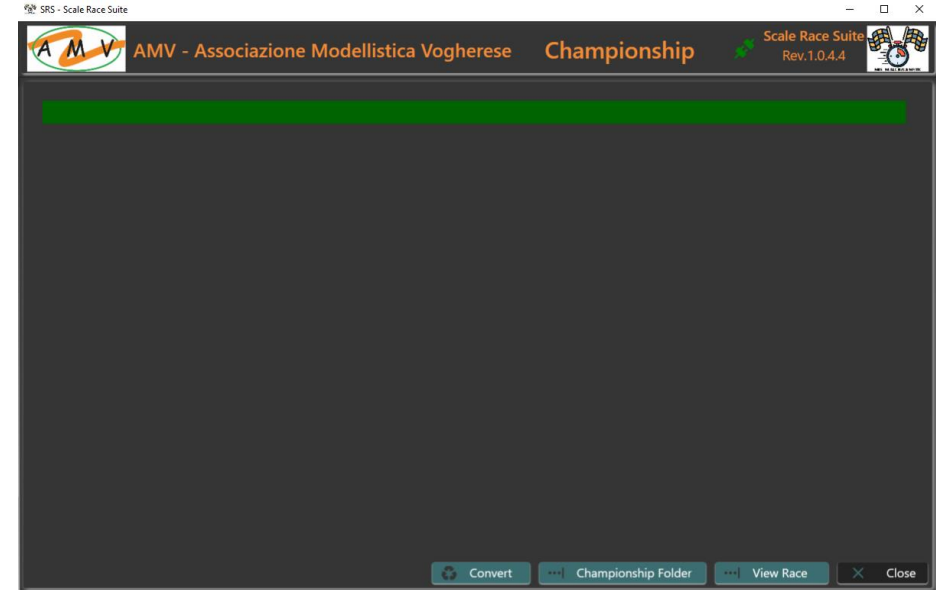 SRS - Scale Race Suite
A M V
AMV - Associazione Modellistica Vogherese
Championship
Scale Race Suite
Rev.1.0.4.4
Convert
Championship Folder
View Race
Close